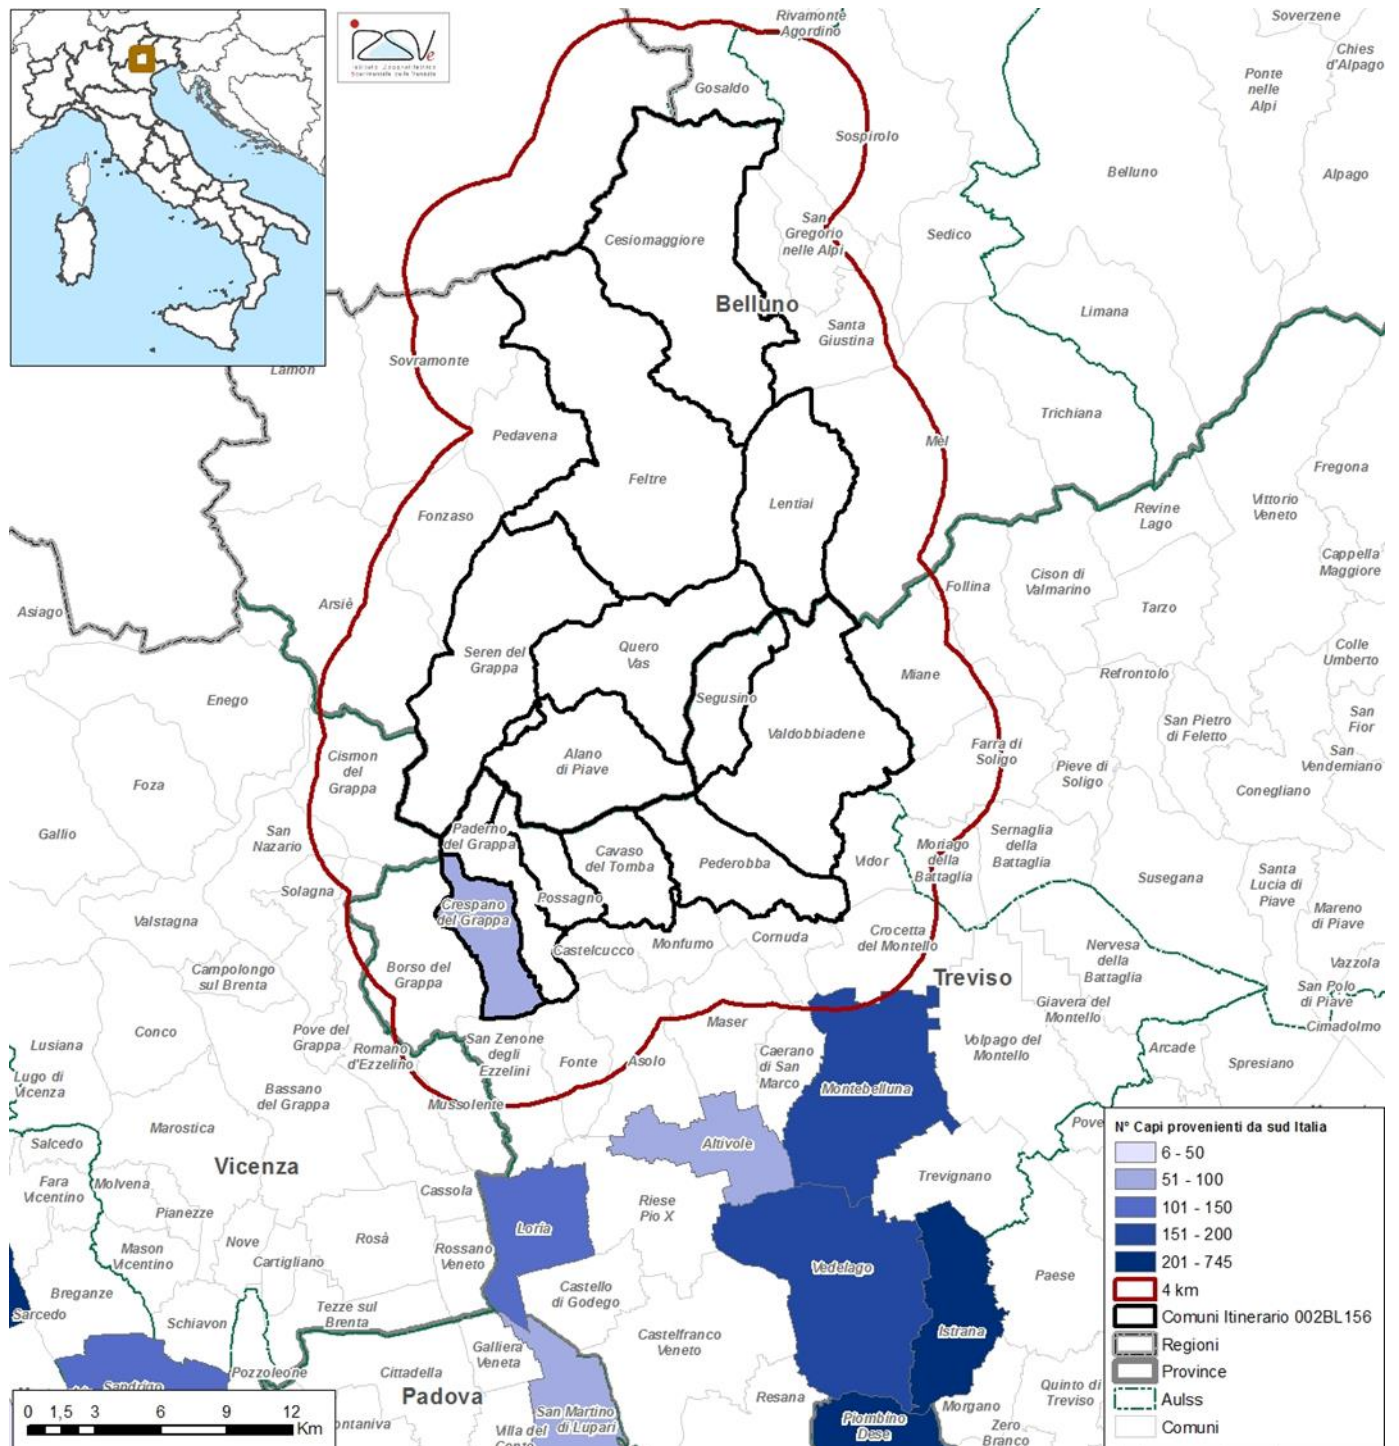 IZSVe
Istituto Zooprofilattico
Sperimentale delle Venezie
Rivamonte
Agordino
Soverzene
Chies
d'Alpago
Gosaldo
Ponte
nelle
Alpi
Sospirolo
Belluno
Alpago
San
Gregorio
nelle Alpi
Cesiomaggiore
Sedico
Belluno
Limana
Santa
Giustina
Lamon
Sovramonte
Trichiana
Pedavena
Mel
Feltre
Fregona
Lentiai
Vittorio
Veneto
Revine
Lago
Fonzaso
Cappella
Maggiore
Cison di
Valmarino
Follina
Tarzo
Asiago
Arsiè
Colle
Umberto
Seren del
Grappa
Quero
Vas
Miane
Refrontolo
Enego
Segusino
San
Fior
San Pietro
di Feletto
Valdobbiadene
Farra di
Soligo
San
Vendemiano
Cismon
del
Grappa
Alano
di Piave
Pieve di
Soligo
Foza
Conegliano
Gallio
San
Nazario
Paderno
del Grappa
Cavaso
del Tomba
Pederobba
Vidor
Moriago
della
Battaglia
Sernaglia
della
Battaglia
Solagna
Susegana
Santa
Lucia di
Piave
Possagno
Crespano
del Grappa
Valstagna
Mareno
di Piave
Castelcucco
Monfumo
Cornuda
Crocetta
del Montello
Nervesa
della
Battaglia
Campolongo
sul Brenta
Borso del
Grappa
Treviso
Vazzola
San Polo
di Piave
Giavera del
Montello
Cimadolmo
Conco
Pove del
Grappa
San Zenone
degli
Ezzelini
Maser
Volpago del
Montello
Lusiana
Romano
d'Ezzelino
Fonte
Asolo
Caerano
di San
Marco
Arcade
Spresiano
Lugo di
Vicenza
Bassano
del Grappa
Mussolente
Montebelluna
Marostica
Salcedo
Altivole
Pove
Vicenza
Trevignano
Fara
Vicentino
Molvena
Cassola
Pianezze
Riese
Pio X
Loria
Nove
Rosà
Mason
Vicentino
Cartigliano
Rossano
Veneto
Vedelago
Paese
Breganze
Castello
di Godego
Sarcedo
Schiavon
Tezze sul
Brenta
Istrana
Castelfranco
Veneto
Galliera
Veneta
Pozzoleone
Cittadella
Sandrigo
Padova
Resana
Morgano
Quinto di
Treviso
San Martino
di Lupari
Piombino
Dese
Zero
Branco
ontaniva
Villa del
N° Capi provenienti da sud Italia
6 - 50
51 - 100
101 - 150
151 - 200
201 - 745
4 km
Comuni Itinerario 002BL156
Regioni
Province
Aulss
Comuni
0 1,5 3 6 9 12
Km